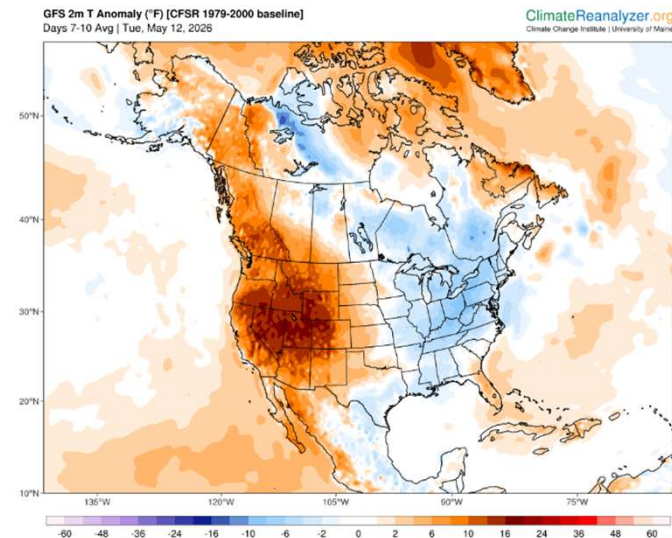 GFS 2m T Anomaly (°F) [CFSR 1979-2000 baseline]
Days 7-10 Avg | Tue, May 12, 2026
ClimateReanalyzer.org
Climate Change Institute | University of Maine
50°N
40°N
30°N
20°N
10°N
135°W
120°W
105°W
90°W
75°W
-60
-48
-36
-24
-16
-10
-6
-2
0
2
6
10
16
24
36
48
60